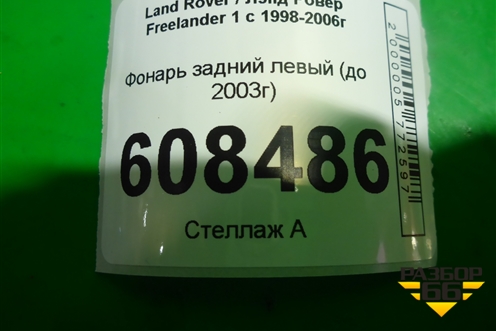 Land Rover / Лэнд Ровер
Freelander 1 с 1998-2006г
Фонарь задний левый (до
2003г)
608486
Стеллаж А
2000005772597
РАЗБОР
66